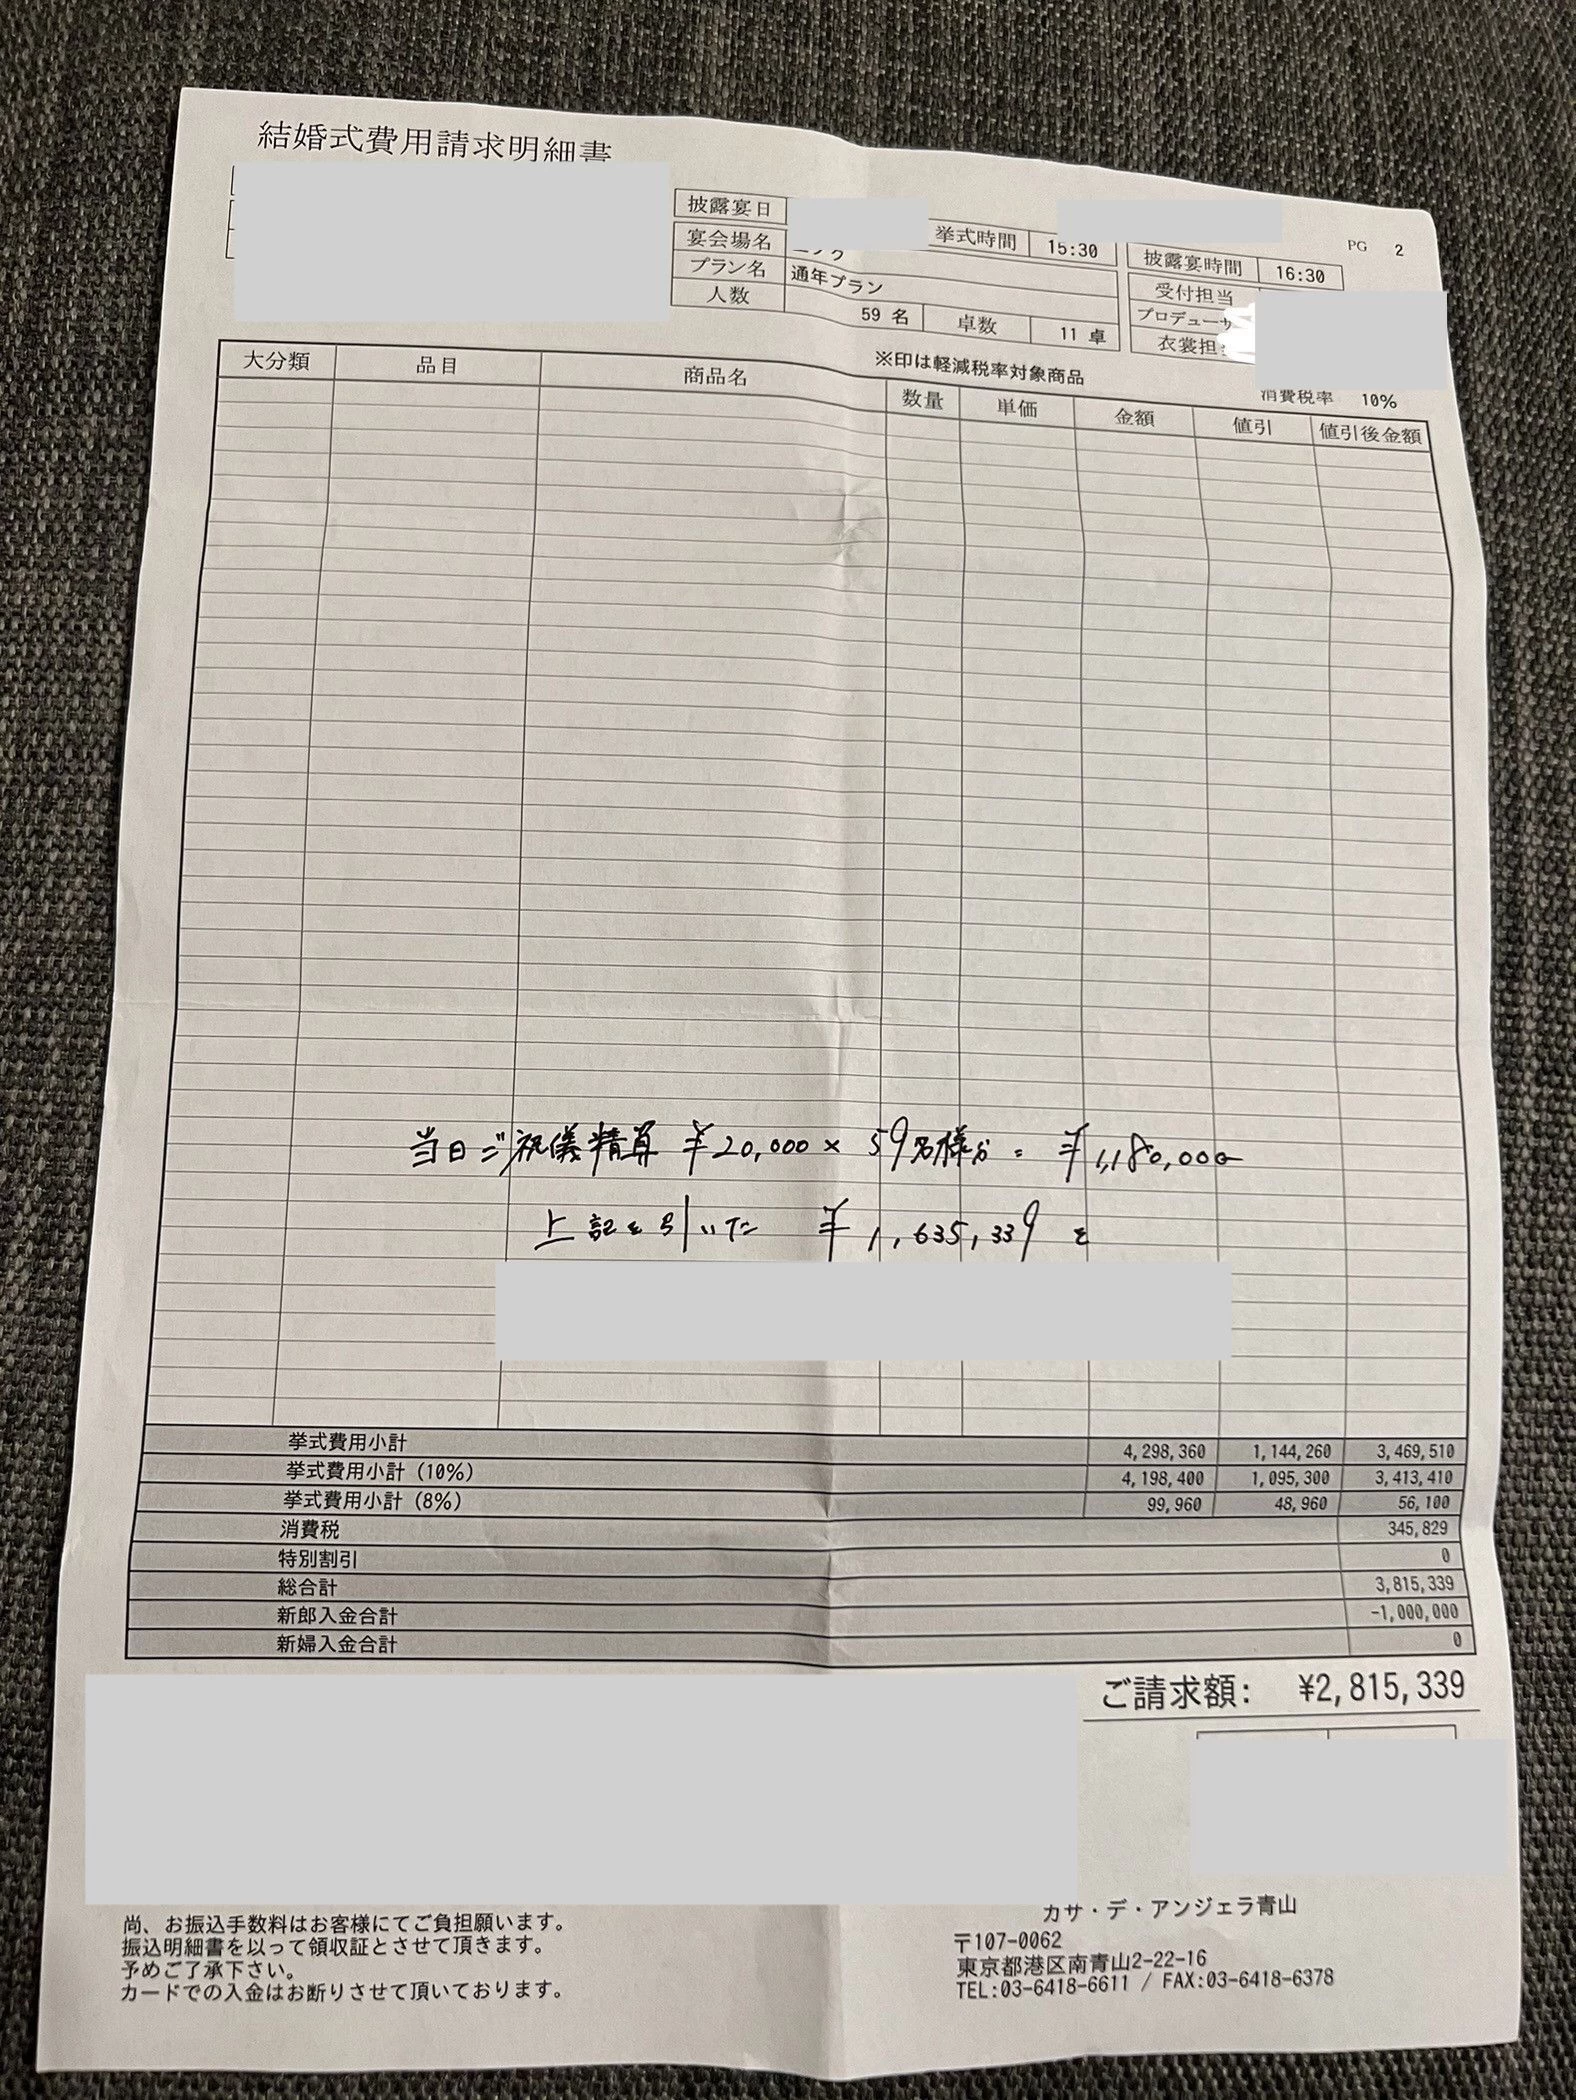 結婚式費用請求明細書
PG 2
披露宴日
挙式時間 15:30
披露宴時間 16:30
宴会場名
プラン名 通年プラン
人数 59 名 卓数 11 卓
受付担当
プロデューサ
衣裳担
※印は軽減税率対象商品
消費税率 10%
大分類 品目 商品名 数量 単価 金額 値引 値引後金額
当日ご祝儀精算 ¥20,000 × 59名様分 = ¥1,180,000
上記を引いた ¥1,635,339 を
挙式費用小計 4,298,360 1,144,260 3,469,510
挙式費用小計(10%) 4,198,400 1,095,300 3,413,410
挙式費用小計(8%) 99,960 48,960 56,100
消費税 345,829
特別割引 0
総合計 3,815,339
新郎入金合計 -1,000,000
新婦入金合計 0
ご請求額: ¥2,815,339
尚、お振込手数料はお客様にてご負担願います。
振込明細書を以って領収証とさせて頂きます。
予めご了承下さい。
カードでの入金はお断りさせて頂いております。
カサ・デ・アンジェラ青山
〒107-0062
東京都港区南青山2-22-16
TEL:03-6418-6611 / FAX:03-6418-6378